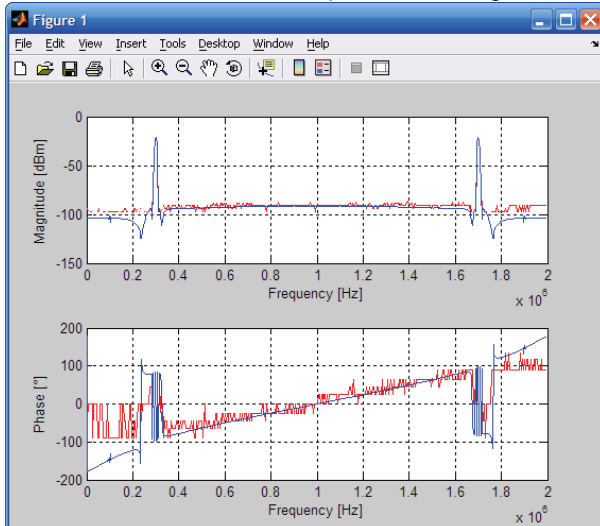 Figure 1
File Edit View Insert Tools Desktop Window Help
Magnitude [dBm]
0
-50
-100
-150
0 0.2 0.4 0.6 0.8 1 1.2 1.4 1.6 1.8 2
Frequency [Hz]
x 10^6
Phase [°]
200
100
0
-100
-200
0 0.2 0.4 0.6 0.8 1 1.2 1.4 1.6 1.8 2
Frequency [Hz]
x 10^6